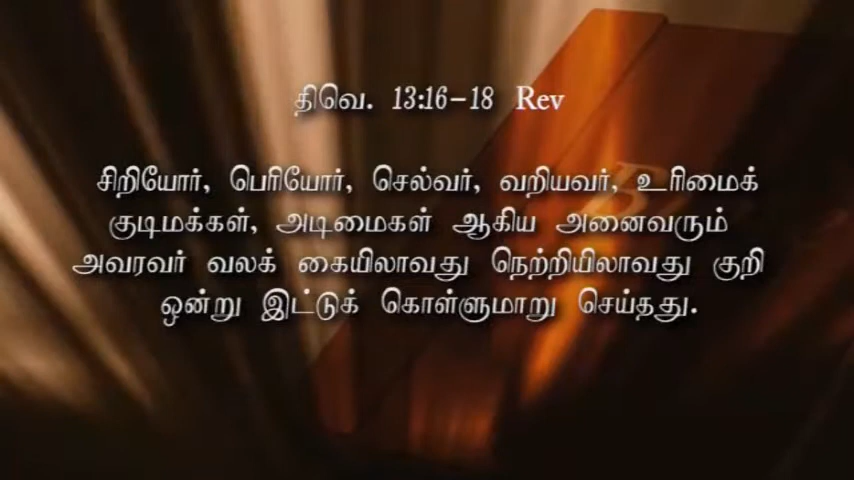 திவெ. 13:16-18 Rev
சிறியோர், பெரியோர், செல்வர், வறியவர், உரிமைக்
குடிமக்கள், அடிமைகள் ஆகிய அனைவரும்
அவரவர் வலக் கையிலாவது நெற்றியிலாவது குறி
ஒன்று இட்டுக் கொள்ளுமாறு செய்தது.